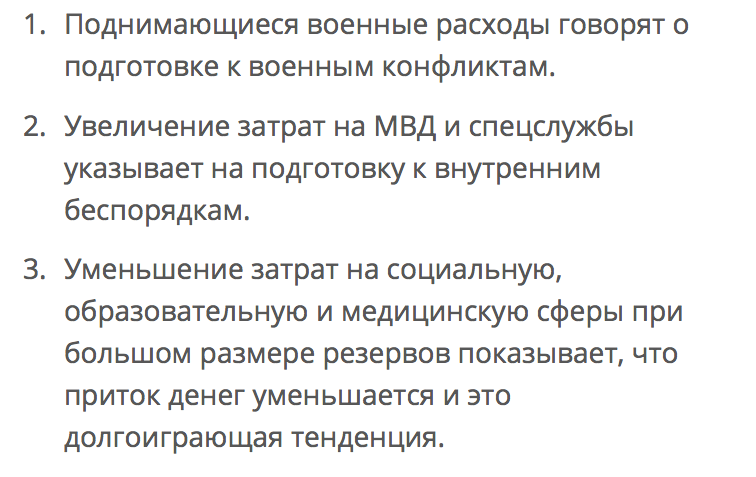 1. Поднимающиеся военные расходы говорят о
подготовке к военным конфликтам.
2. Увеличение затрат на МВД и спецслужбы
указывает на подготовку к внутренним
беспорядкам.
3. Уменьшение затрат на социальную,
образовательную и медицинскую сферы при
большом размере резервов показывает, что
приток денег уменьшается и это
долгоиграющая тенденция.